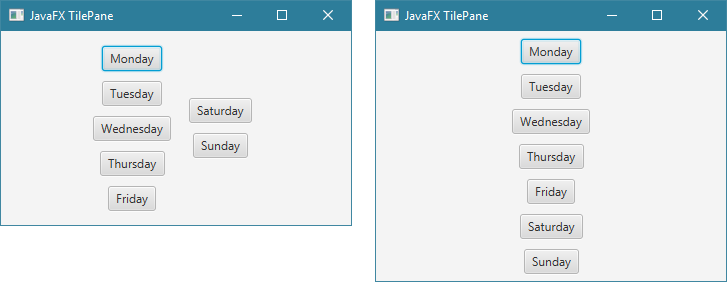 JavaFX TilePane
Monday
Tuesday
Wednesday
Thursday
Friday
Saturday
Sunday
JavaFX TilePane
Monday
Tuesday
Wednesday
Thursday
Friday
Saturday
Sunday